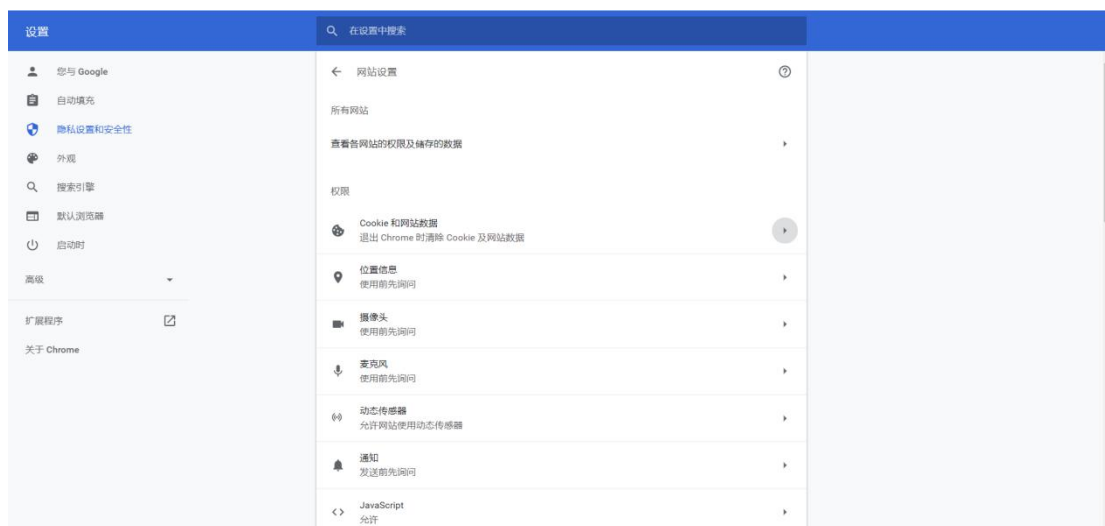 设置
在设置中搜索
您与 Google
自动填充
隐私设置和安全性
外观
搜索引擎
默认浏览器
启动时
高级
扩展程序
关于 Chrome
网站设置
所有网站
查看各网站的权限及储存的数据
权限
Cookie 和网站数据
退出 Chrome 时清除 Cookie 及网站数据
位置信息
使用前先询问
摄像头
使用前先询问
麦克风
使用前先询问
动态传感器
允许网站使用动态传感器
通知
发送前先询问
JavaScript
允许